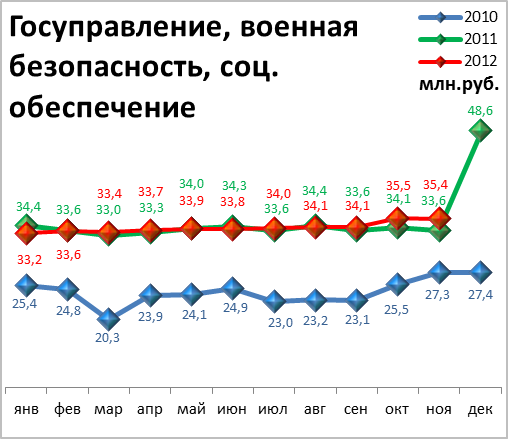 Госуправление, военная
безопасность, соц.
обеспечение
2010
2011
2012
млн.руб.
48,6
34,4 33,6 33,4 33,7 34,0 34,3 34,0 34,4 33,6 35,5 35,4
33,0 33,3 33,9 33,8 33,6 34,1 34,1 34,1 33,6
33,2 33,6
25,4 24,8 20,3 23,9 24,1 24,9 23,0 23,2 23,1 25,5 27,3 27,4
янв фев мар апр май июн июл авг сен окт ноя дек